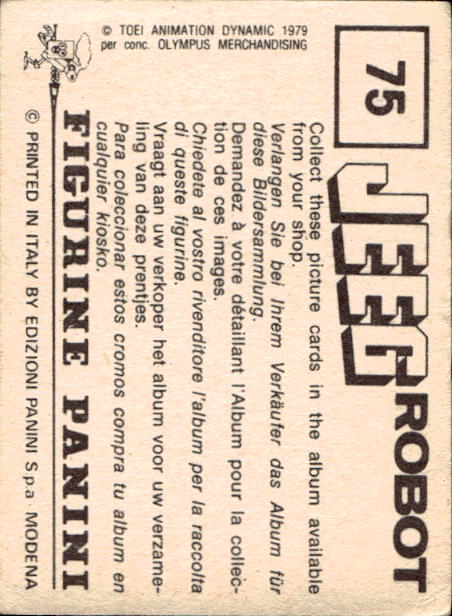 © TOEI ANIMATION DYNAMIC 1979
per conc. OLYMPUS MERCHANDISING
75
JEEG
ROBOT
Collect these picture cards in the album available
from your shop.
Verlangen Sie bei Ihrem Verkäufer das Album für
diese Bildersammlung.
Demandez à votre détaillant l'Album pour la collec-
tion de ces images.
Chiedete al vostro rivenditore l'album per la raccolta
di queste figurine.
Vraagt aan uw verkoper het album voor uw verzame-
ling van deze prentjes.
Para coleccionar estos cromos compra tu album en
cualquier kiosko.
FIGURINE PANINI
© PRINTED IN ITALY BY EDIZIONI PANINI S.p.a MODENA